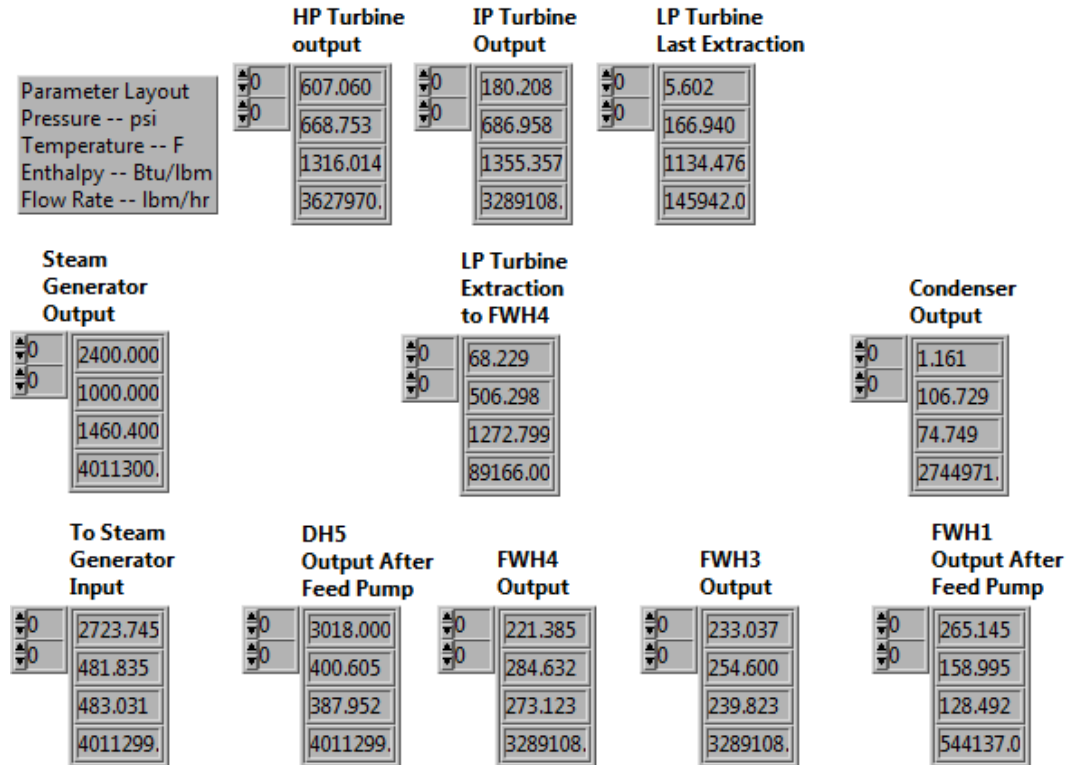 HP Turbine
output
0
0
607.060
668.753
1316.014
3627970.
IP Turbine
Output
0
0
180.208
686.958
1355.357
3289108.
LP Turbine
Last Extraction
0
0
5.602
166.940
1134.476
145942.0
Parameter Layout
Pressure -- psi
Temperature -- F
Enthalpy -- Btu/lbm
Flow Rate -- lbm/hr
Steam
Generator
Output
0
0
2400.000
1000.000
1460.400
4011300.
LP Turbine
Extraction
to FWH4
0
0
68.229
506.298
1272.799
89166.00
Condenser
Output
0
0
1.161
106.729
74.749
2744971.
To Steam
Generator
Input
0
0
2723.745
481.835
483.031
4011299.
DH5
Output After
Feed Pump
0
0
3018.000
400.605
387.952
4011299.
FWH4
Output
0
0
221.385
284.632
273.123
3289108.
FWH3
Output
0
0
233.037
254.600
239.823
3289108.
FWH1
Output After
Feed Pump
0
0
265.145
158.995
128.492
544137.0